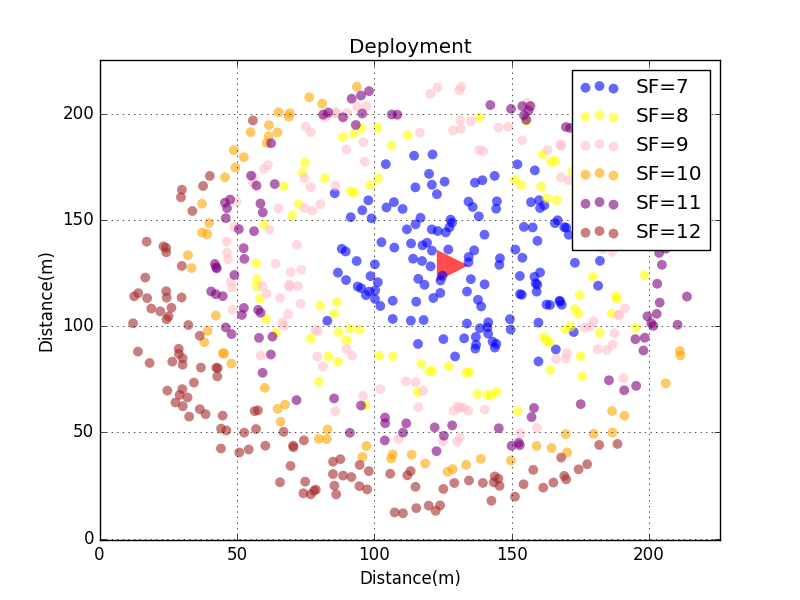 Deployment
SF=7
SF=8
SF=9
SF=10
SF=11
SF=12
200
150
100
50
0
Distance(m)
0 50 100 150 200
Distance(m)